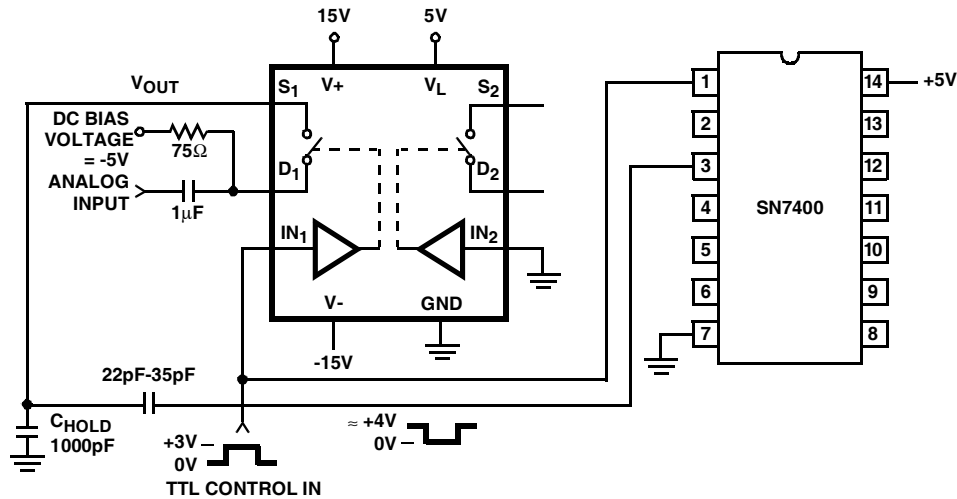 15V
5V
V+
VL
S1
S2
VOUT
DC BIAS
VOLTAGE
= -5V
75Ω
ANALOG
INPUT
1μF
D1
D2
IN1
IN2
V-
GND
-15V
22pF-35pF
CHOLD
1000pF
+3V
0V
TTL CONTROL IN
≈ +4V
0V
SN7400
1
2
3
4
5
6
7
14
13
12
11
10
9
8
+5V